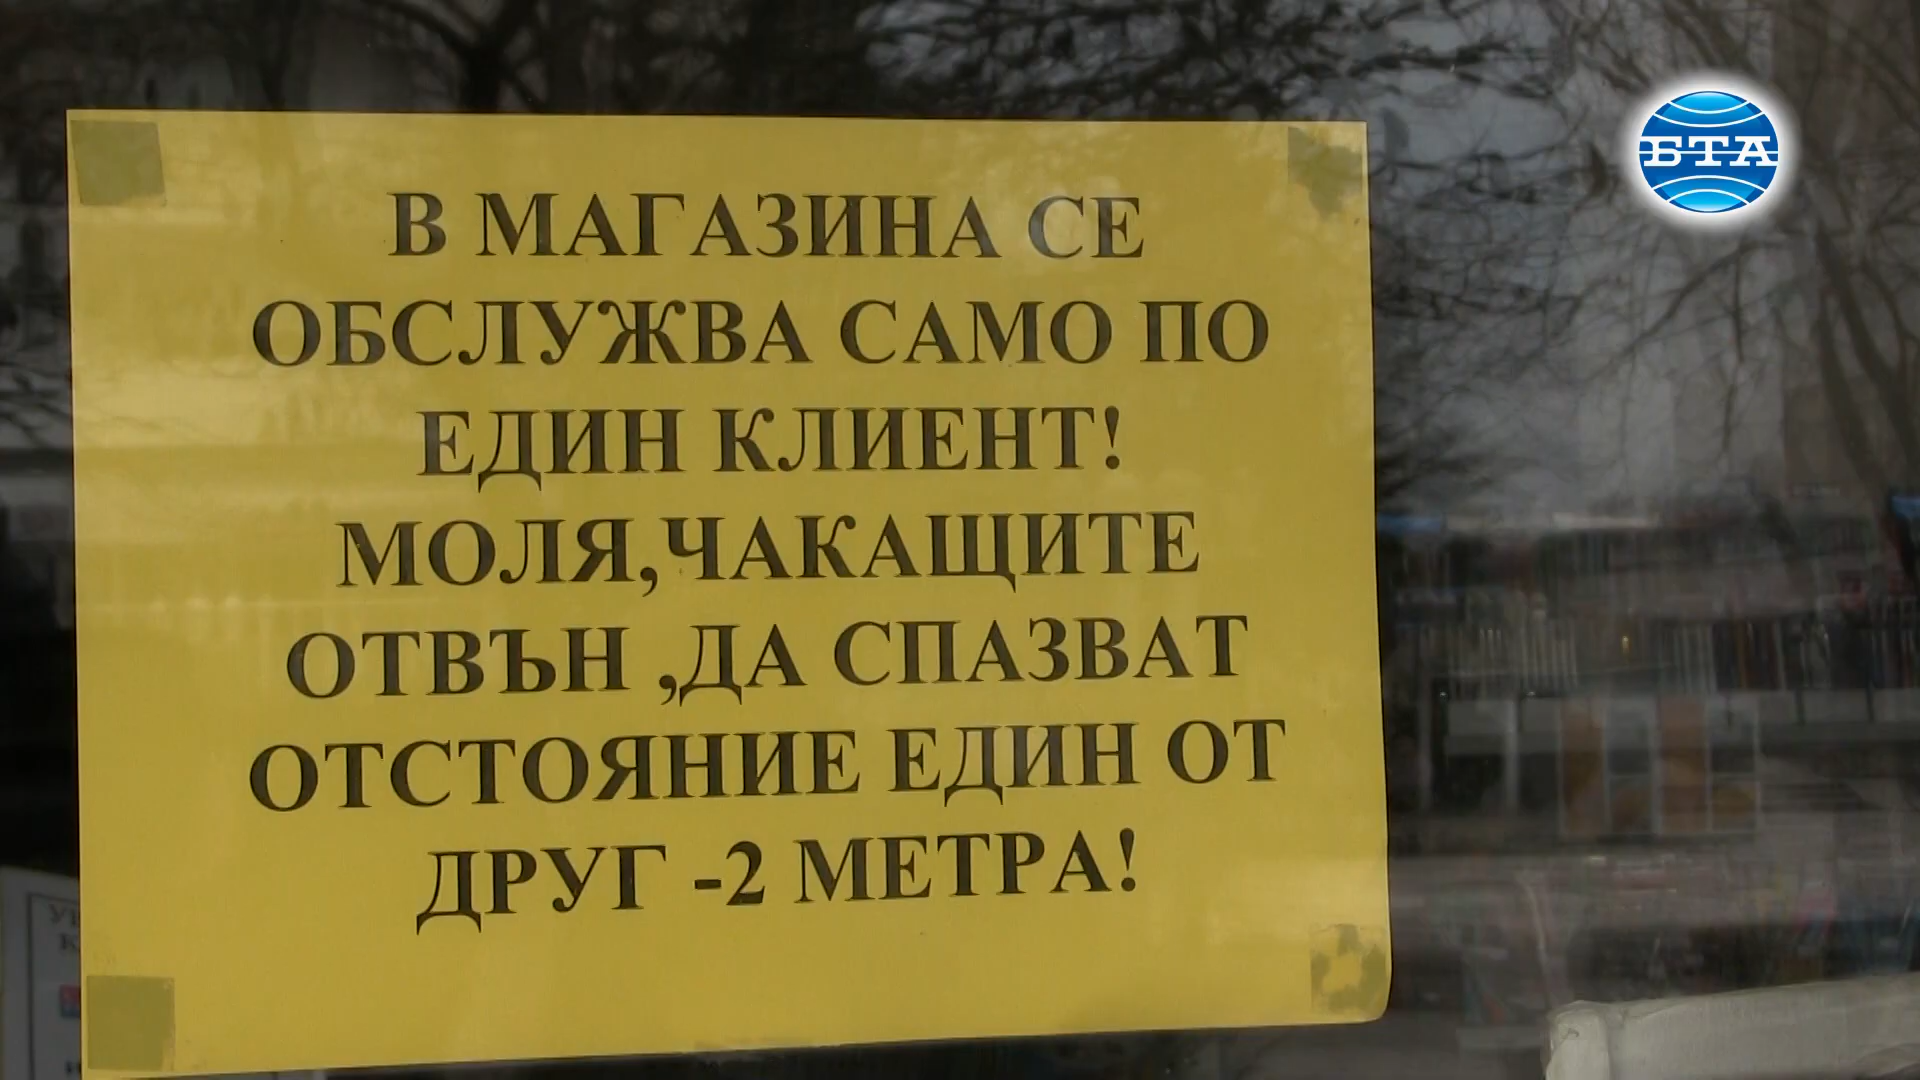 БТА
В МАГАЗИНА СЕ
ОБСЛУЖВА САМО ПО
ЕДИН КЛИЕНТ!
МОЛЯ,ЧАКАЩИТЕ
ОТВЪН ,ДА СПАЗВАТ
ОТСТОЯНИЕ ЕДИН ОТ
ДРУГ -2 МЕТРА!